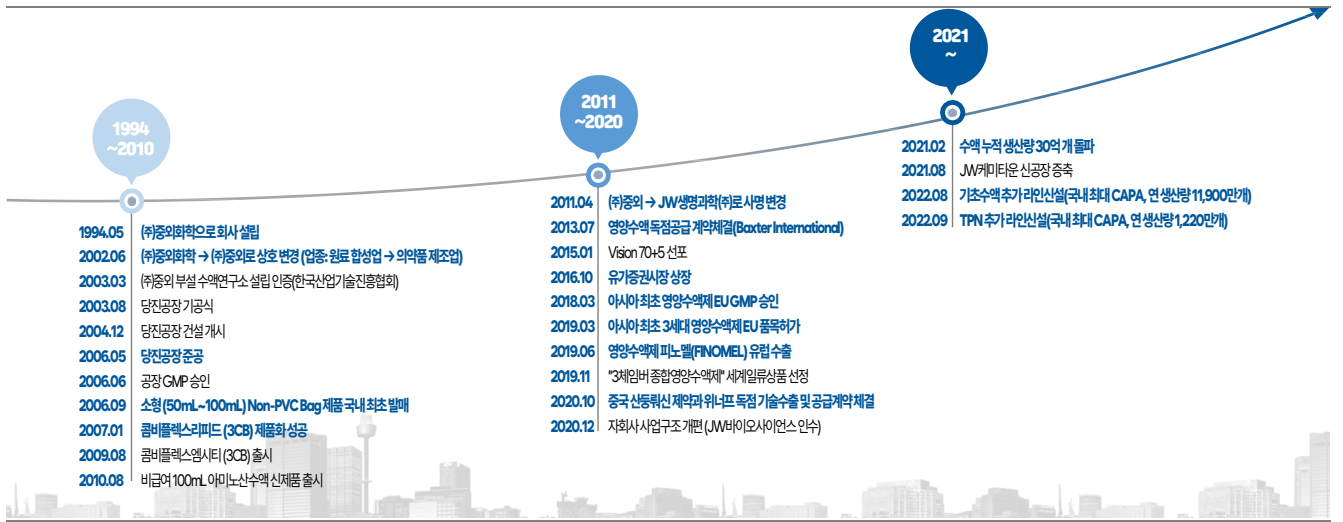 1994
~2010
1994.05 ㈜중외화학으로 회사 설립
2002.06 ㈜중외화학 → ㈜중외로 상호 변경 (업종: 원료 합성업 → 의약품 제조업)
2003.03 ㈜중외 부설 수액연구소 설립 인증(한국산업기술진흥협회)
2003.08 당진공장 기공식
2004.12 당진공장 건설 개시
2006.05 당진공장 준공
2006.06 공장 GMP 승인
2006.09 소형 (50mL~100mL) Non-PVC Bag 제품 국내 최초 발매
2007.01 콤비플렉스리피드 (3CB) 제품화 성공
2009.08 콤비플렉스엠시티 (3CB) 출시
2010.08 비급여 100mL 아미노산수액 신제품 출시
2011
~2020
2011.04 ㈜중외 → JW생명과학㈜로 사명 변경
2013.07 영양수액 독점공급 계약체결(Baxter International)
2015.01 Vision 70+5 선포
2016.10 유가증권시장 상장
2018.03 아시아 최초 영양수액제 EU GMP 승인
2019.03 아시아 최초 3세대 영양수액제 EU 품목허가
2019.06 영양수액제 피노멜(FINOMEL) 유럽 수출
2019.11 "3체임버 종합영양수액제" 세계일류상품 선정
2020.10 중국 산둥뤄신 제약과 위너프 독점 기술수출 및 공급계약 체결
2020.12 자회사 사업구조 개편 (JW바이오사이언스 인수)
2021
~
2021.02 수액 누적 생산량 30억 개 돌파
2021.08 JW케미타운 신공장 증축
2022.08 기초수액 추가 라인신설(국내 최대 CAPA, 연 생산량 11,900만개)
2022.09 TPN 추가 라인신설(국내 최대 CAPA, 연 생산량 1,220만개)